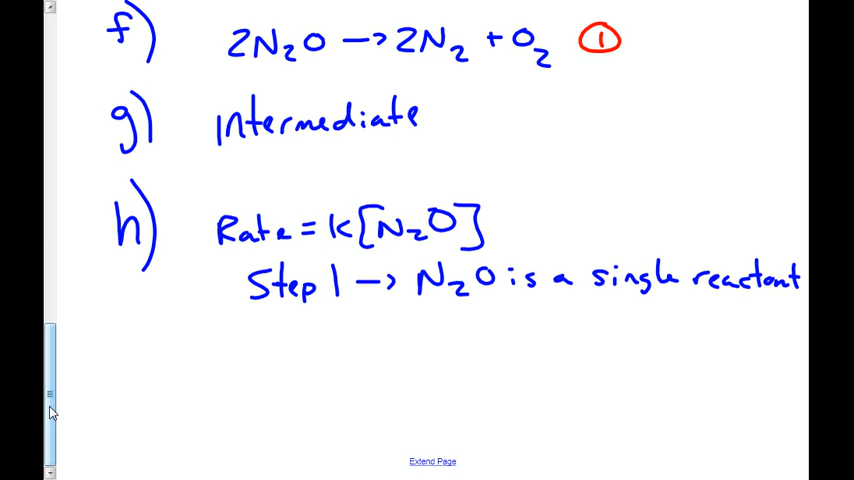 f) 2N₂O —> 2N₂ + O₂ ①
g) Intermediate
h) Rate = K[N₂O]
Step 1 —> N₂O is a single reactant
Extend Page